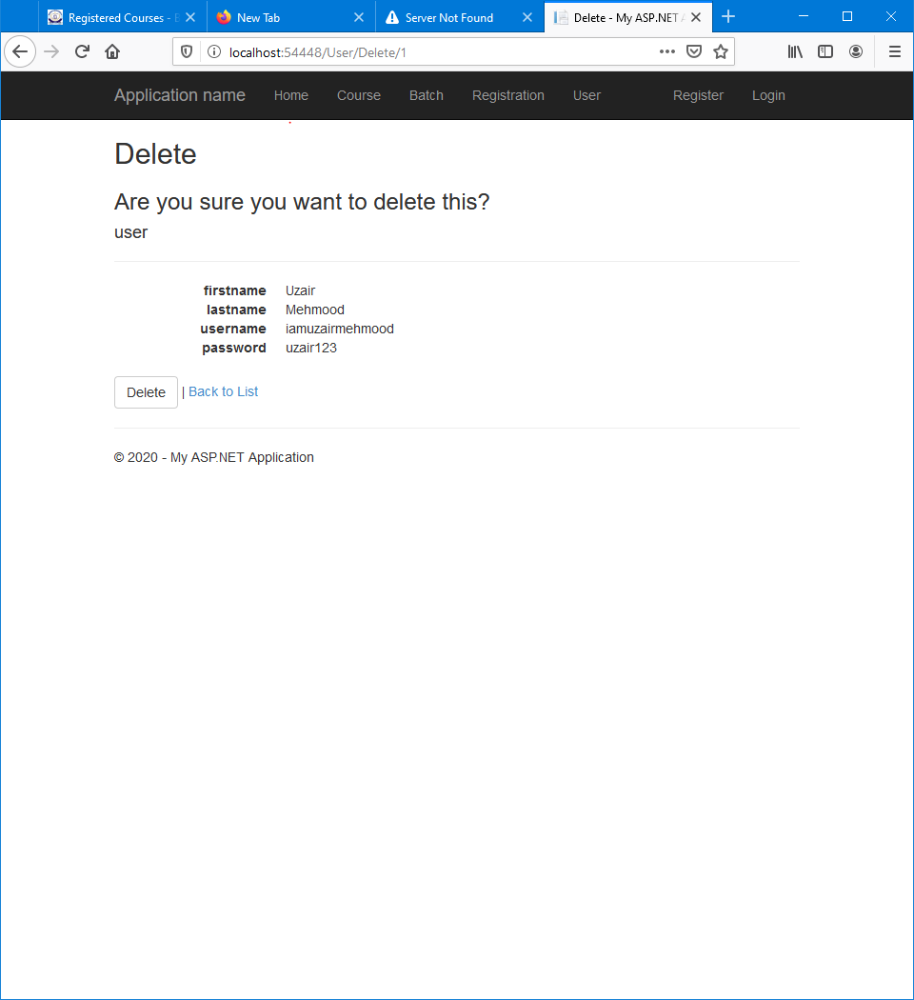 Registered Courses - New Tab Server Not Found Delete - My ASP.NET A
localhost:54448/User/Delete/1
Application name Home Course Batch Registration User Register Login
Delete
Are you sure you want to delete this?
user
firstname Uzair
lastname Mehmood
username iamuzairmehmood
password uzair123
Delete | Back to List
© 2020 - My ASP.NET Application